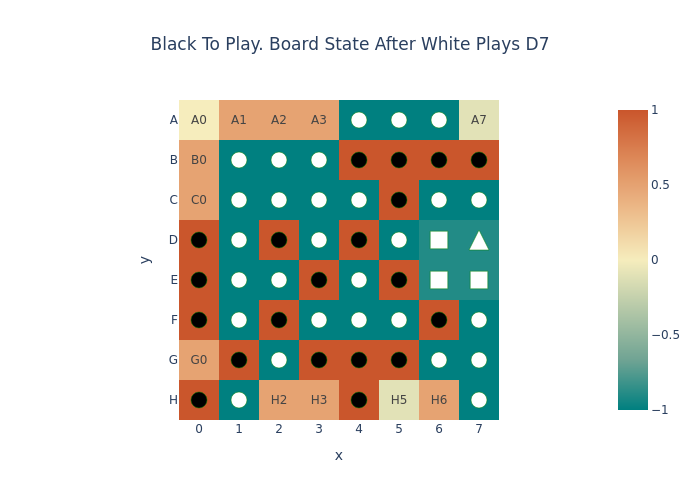 Black To Play. Board State After White Plays D7
A A0 A1 A2 A3 A7
B B0
C C0
D
E
F
G G0
H H2 H3 H5 H6
0 1 2 3 4 5 6 7
x
y
1
0.5
0
−0.5
−1